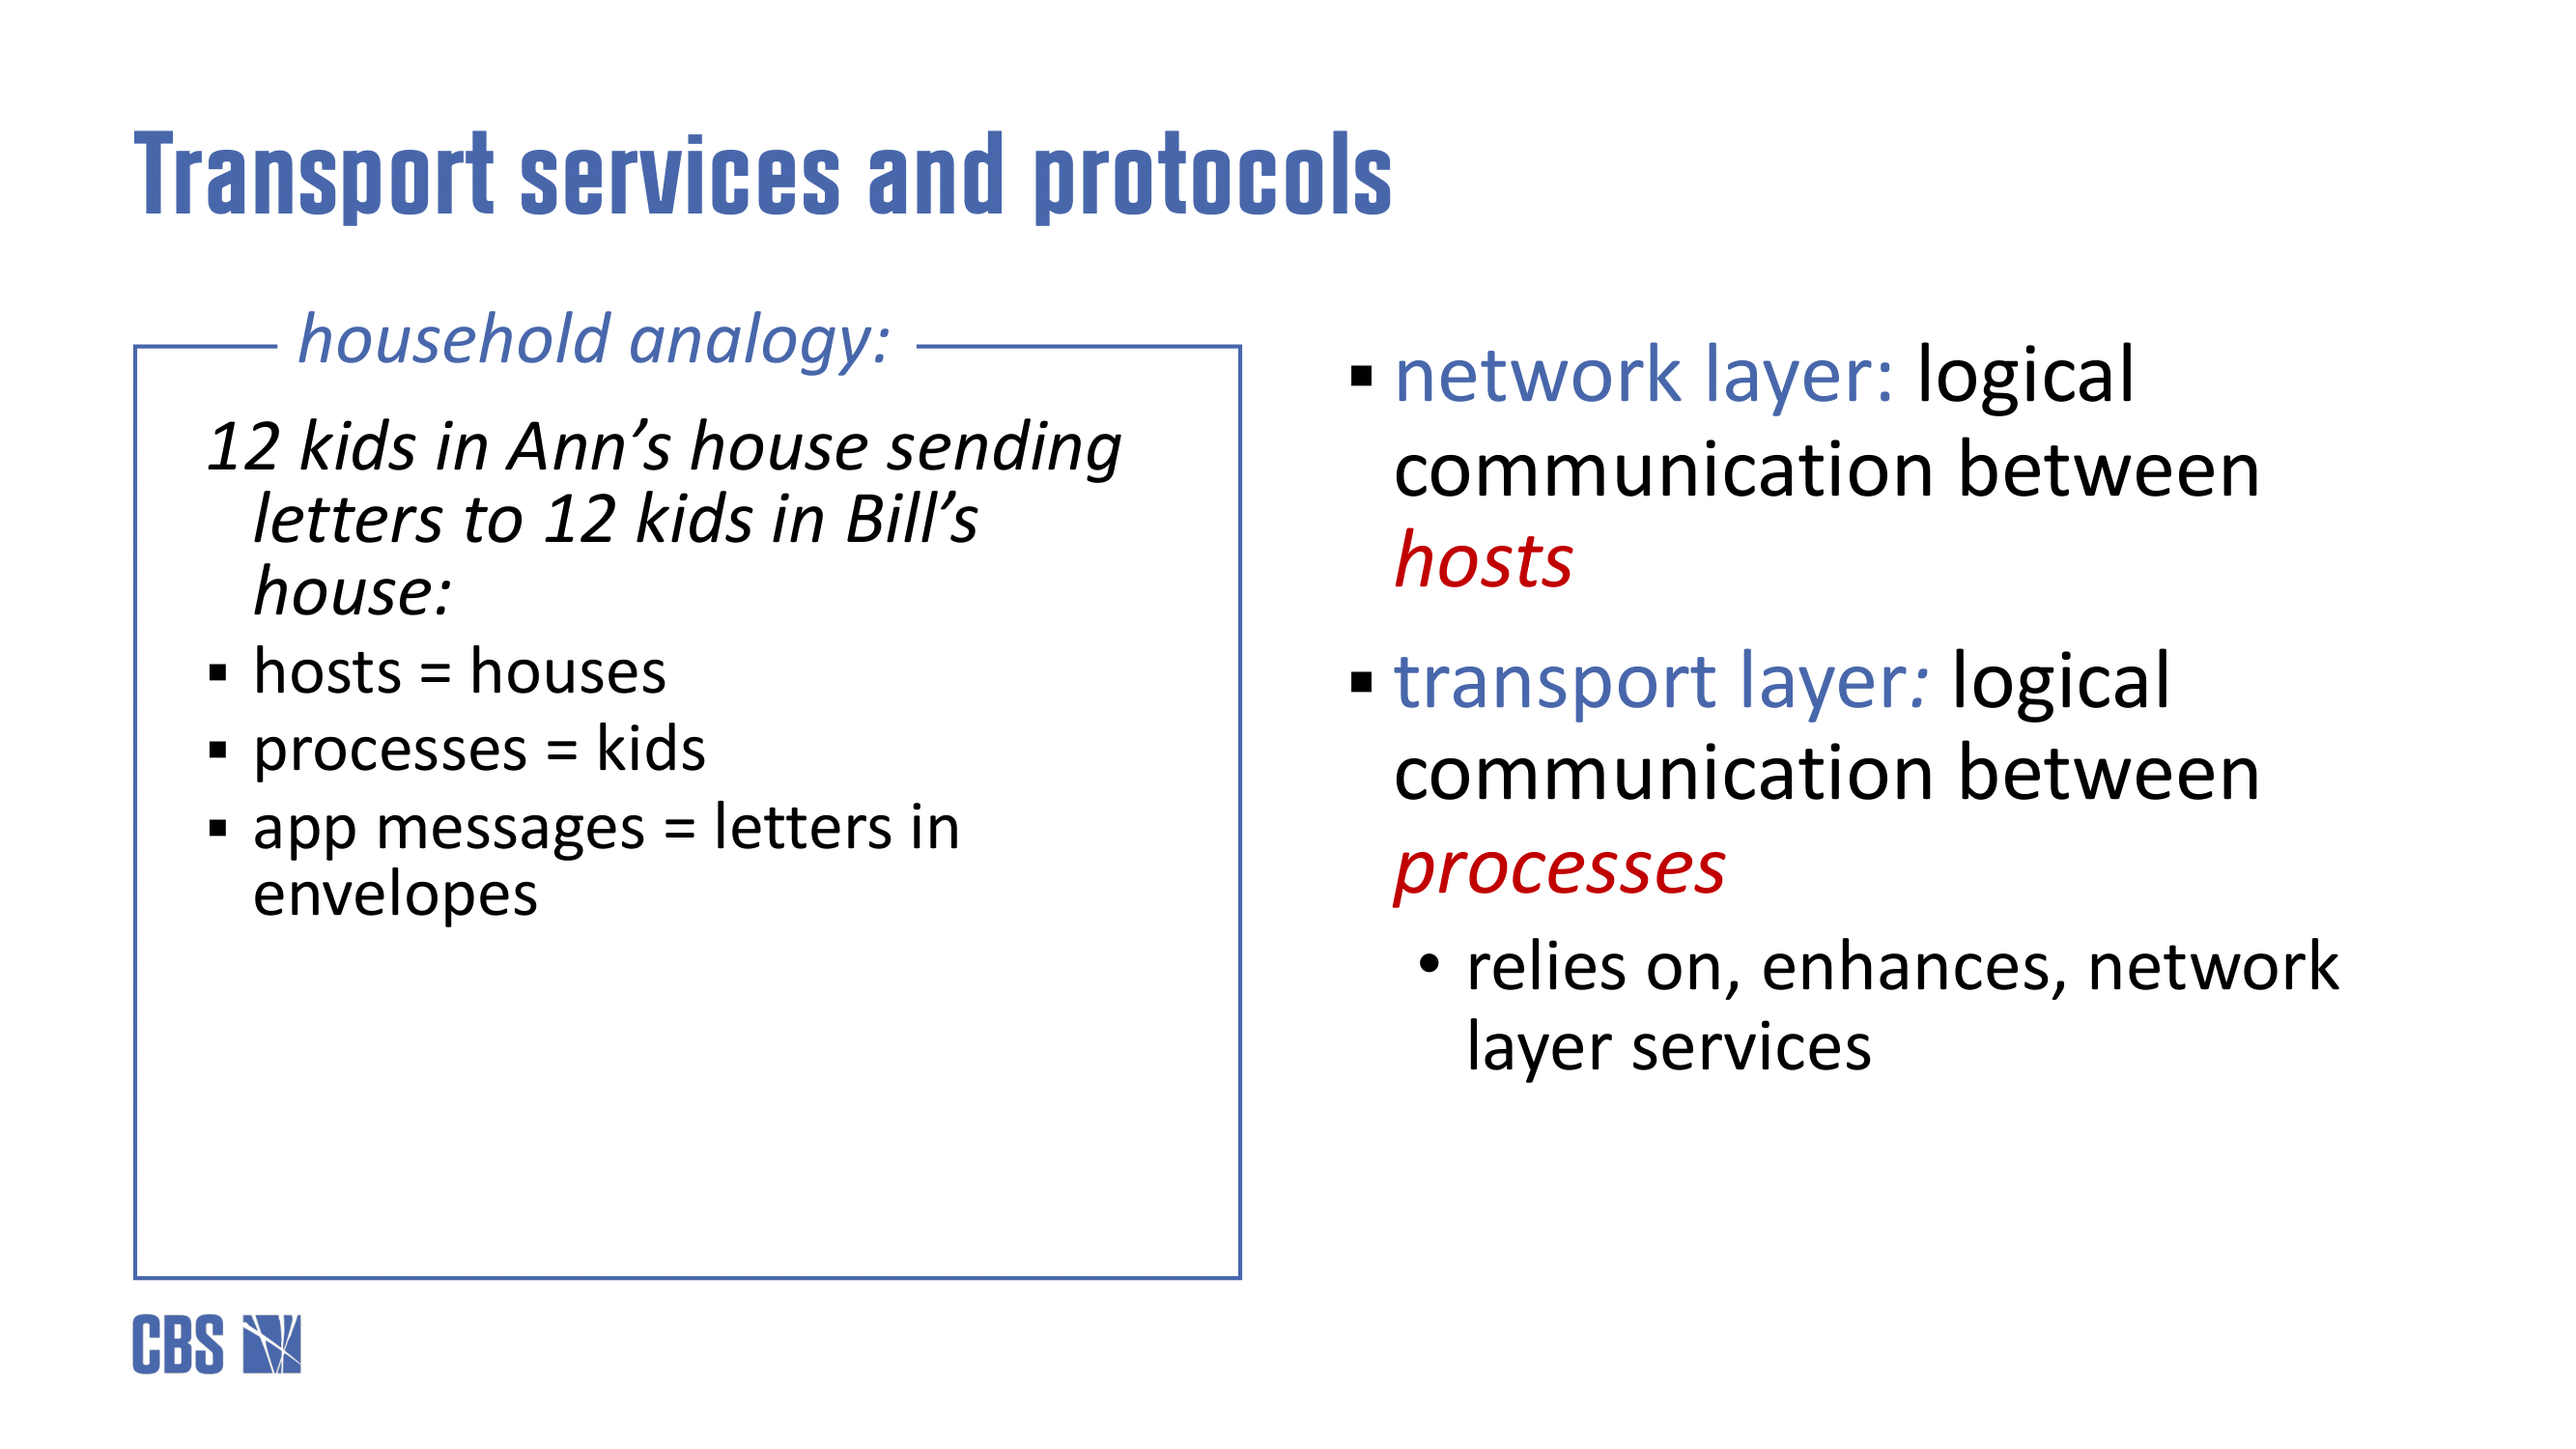 Transport services and protocols
household analogy:
12 kids in Ann’s house sending
letters to 12 kids in Bill’s
house:
▪ hosts = houses
▪ processes = kids
▪ app messages = letters in
envelopes
▪ network layer: logical
communication between
hosts
▪ transport layer: logical
communication between
processes
• relies on, enhances, network
layer services
CBS